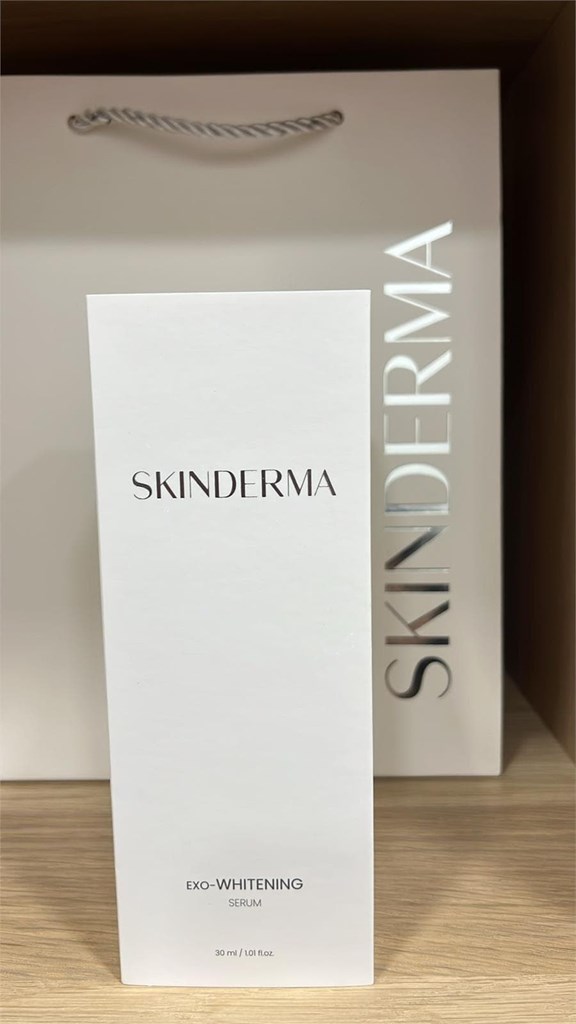 SKINDERMA
SKINDERMA
EXO-WHITENING
SERUM
30 ml / 1.01 fl.oz.